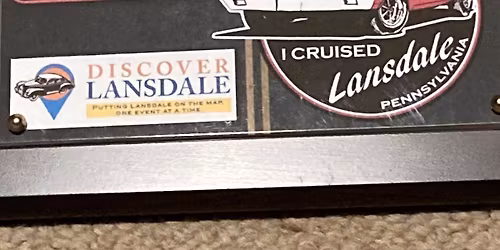 DISCOVER
LANSDALE
PUTTING LANSDALE ON THE MAP,
ONE EVENT AT A TIME
I CRUISED
Lansdale
PENNSYLVANIA